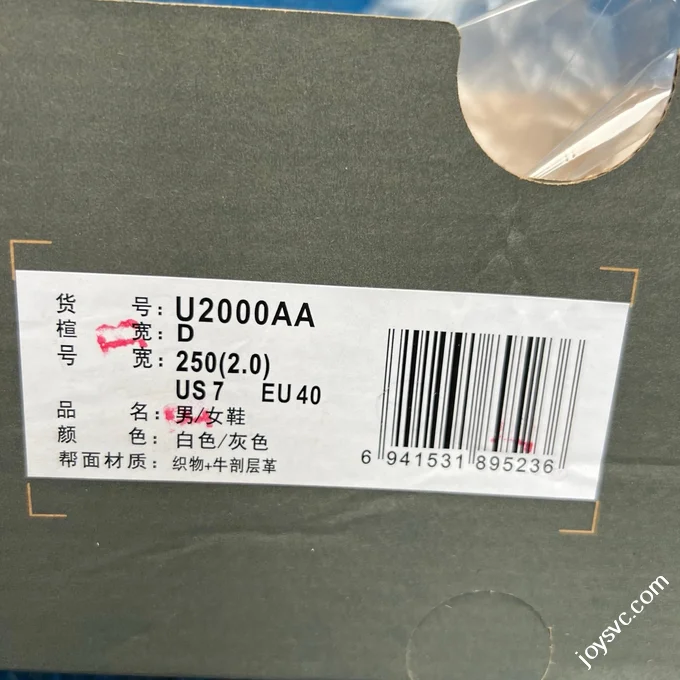 货 号: U2000AA
楦 宽: D
号 宽: 250(2.0)
US 7 EU 40
品 名: 男/女鞋
颜 色: 白色/灰色
帮面材质: 织物+牛剖层革
6 941531 895236
joysvc.com